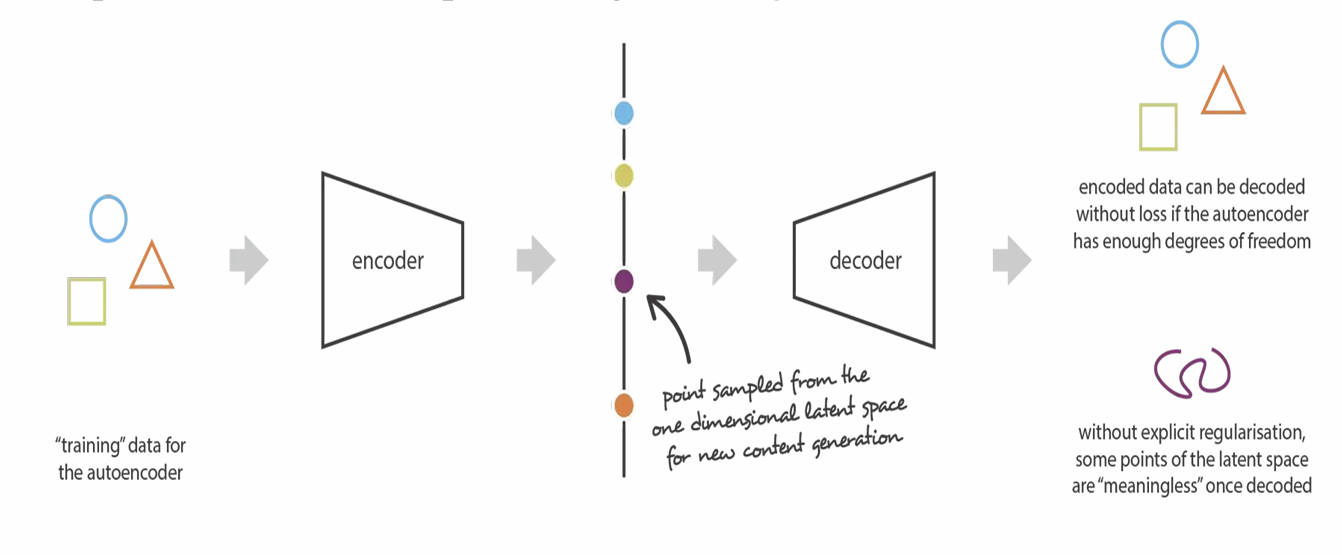 encoded data can be decoded
without loss if the autoencoder
has enough degrees of freedom
encoder
decoder
point sampled from the
one dimensional latent space
for new content generation
"training" data for
the autoencoder
without explicit regularisation,
some points of the latent space
are "meaningless" once decoded